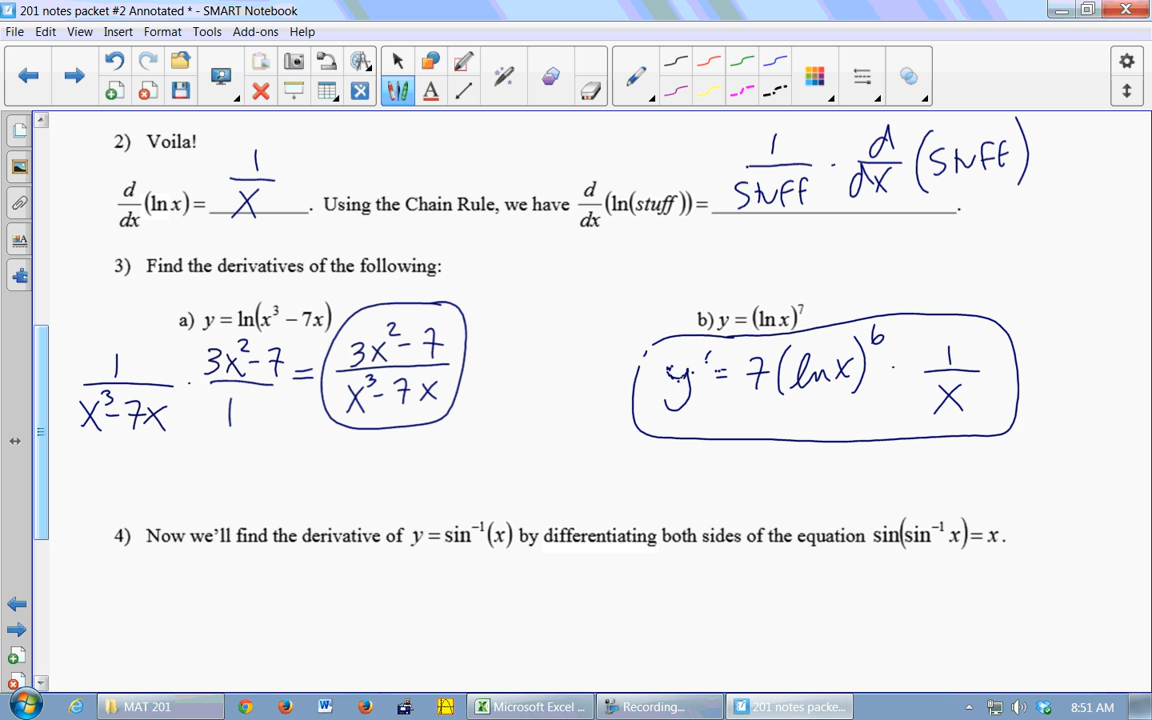 201 notes packet #2 Annotated * - SMART Notebook
File Edit View Insert Format Tools Add-ons Help
2) Voila!
d/dx (ln x) = 1/x . Using the Chain Rule, we have d/dx (ln(stuff)) = 1/stuff · d/dx (stuff) .
3) Find the derivatives of the following:
a) y = ln(x³ − 7x)
1/(x³-7x) · (3x²-7)/1 = (3x²-7)/(x³-7x)
b) y = (ln x)⁷
y' = 7(ln x)⁶ · 1/x
4) Now we'll find the derivative of y = sin⁻¹(x) by differentiating both sides of the equation sin(sin⁻¹ x) = x.
MAT 201 Microsoft Excel ... Recording... 201 notes packe... 8:51 AM